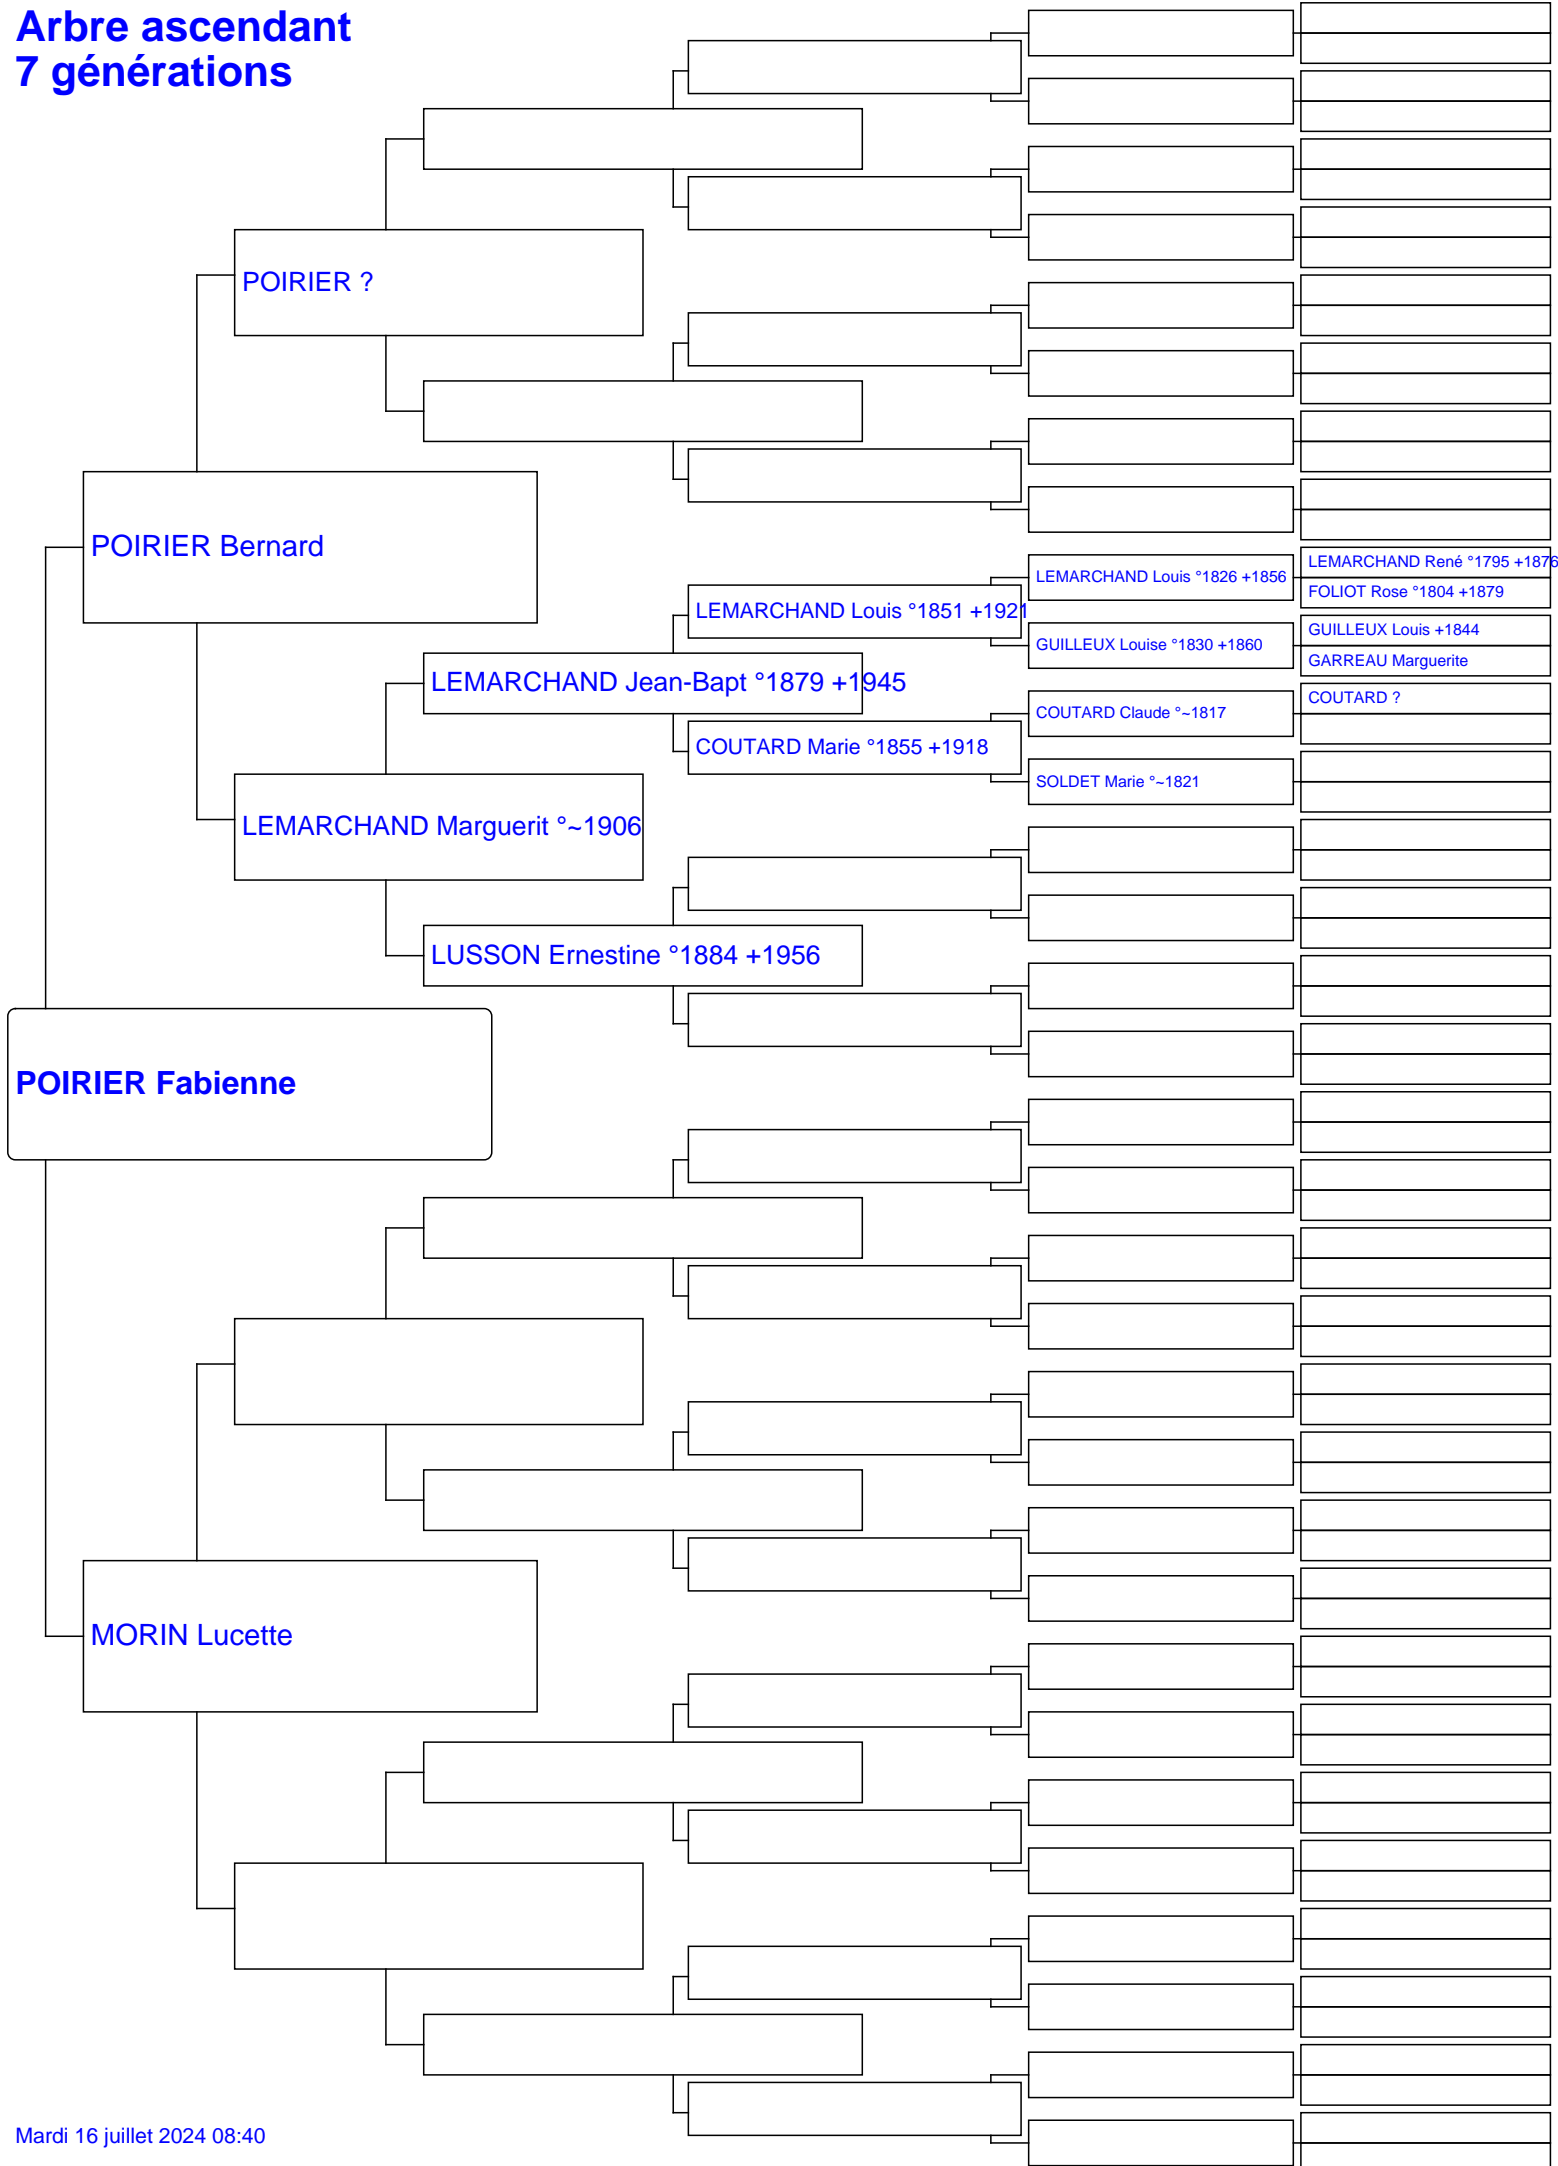 Arbre ascendant
7 générations
POIRIER ?
POIRIER Bernard
LEMARCHAND René °1795 +1876
LEMARCHAND Louis °1826 +1856
FOLIOT Rose °1804 +1879
LEMARCHAND Louis °1851 +1921
GUILLEUX Louis +1844
GUILLEUX Louise °1830 +1860
GARREAU Marguerite
LEMARCHAND Jean-Bapt °1879 +1945
COUTARD ?
COUTARD Claude °~1817
COUTARD Marie °1855 +1918
SOLDET Marie °~1821
LEMARCHAND Marguerit °~1906
LUSSON Ernestine °1884 +1956
POIRIER Fabienne
MORIN Lucette
Mardi 16 juillet 2024 08:40